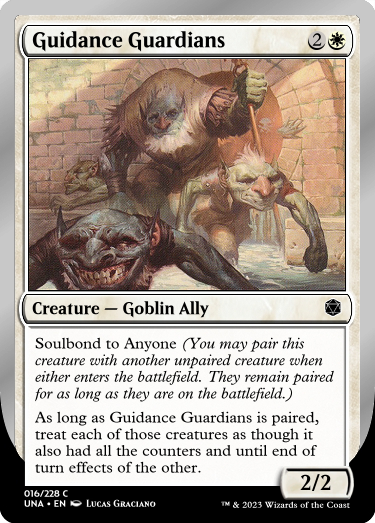 Guidance Guardians 2
Creature — Goblin Ally
Soulbond to Anyone (You may pair this
creature with another unpaired creature when
either enters the battlefield. They remain paired
for as long as they are on the battlefield.)
As long as Guidance Guardians is paired,
treat each of those creatures as though it
also had all the counters and until end of
turn effects of the other.
2/2
016/228 C
UNA • EN Lucas Graciano
™ & 2023 Wizards of the Coast